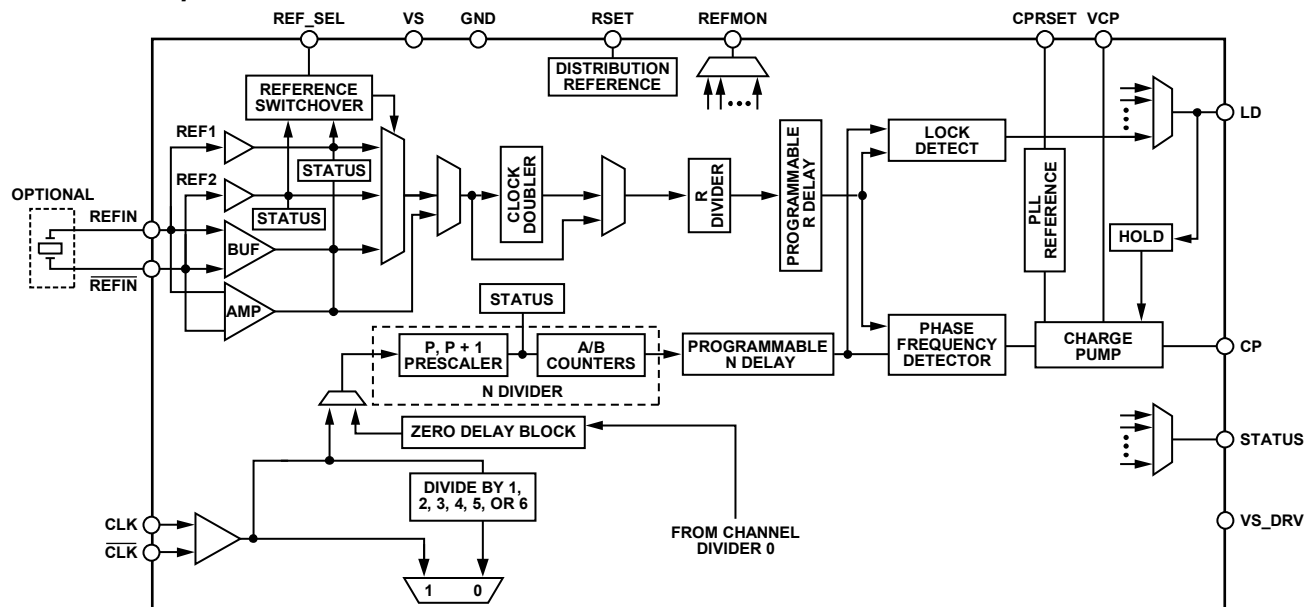 REF_SEL
VS
GND
RSET
REFMON
CPRSET
VCP
DISTRIBUTION
REFERENCE
REFERENCE
SWITCHOVER
REF1
STATUS
REF2
STATUS
OPTIONAL
REFIN
REFIN
BUF
AMP
CLOCK
DOUBLER
R
DIVIDER
PROGRAMMABLE
R DELAY
LOCK
DETECT
PLL
REFERENCE
LD
HOLD
STATUS
P, P + 1
PRESCALER
A/B
COUNTERS
N DIVIDER
PROGRAMMABLE
N DELAY
PHASE
FREQUENCY
DETECTOR
CHARGE
PUMP
CP
ZERO DELAY BLOCK
STATUS
DIVIDE BY 1,
2, 3, 4, 5, OR 6
CLK
CLK
FROM CHANNEL
DIVIDER 0
VS_DRV
1 0